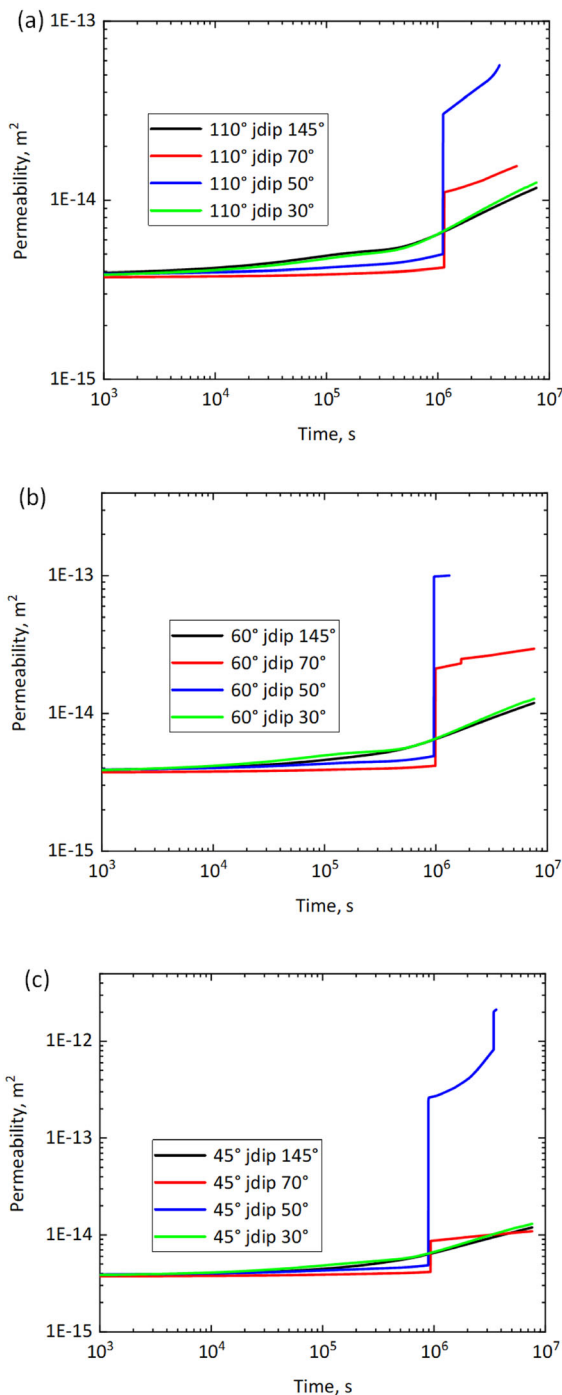 (a)
1E-13
1E-14
1E-15
Permeability, m²
110° jdip 145°
110° jdip 70°
110° jdip 50°
110° jdip 30°
10³ 10⁴ 10⁵ 10⁶ 10⁷
Time, s
(b)
1E-13
1E-14
1E-15
Permeability, m²
60° jdip 145°
60° jdip 70°
60° jdip 50°
60° jdip 30°
10³ 10⁴ 10⁵ 10⁶ 10⁷
Time, s
(c)
1E-12
1E-13
1E-14
1E-15
Permeability, m²
45° jdip 145°
45° jdip 70°
45° jdip 50°
45° jdip 30°
10³ 10⁴ 10⁵ 10⁶ 10⁷
Time, s